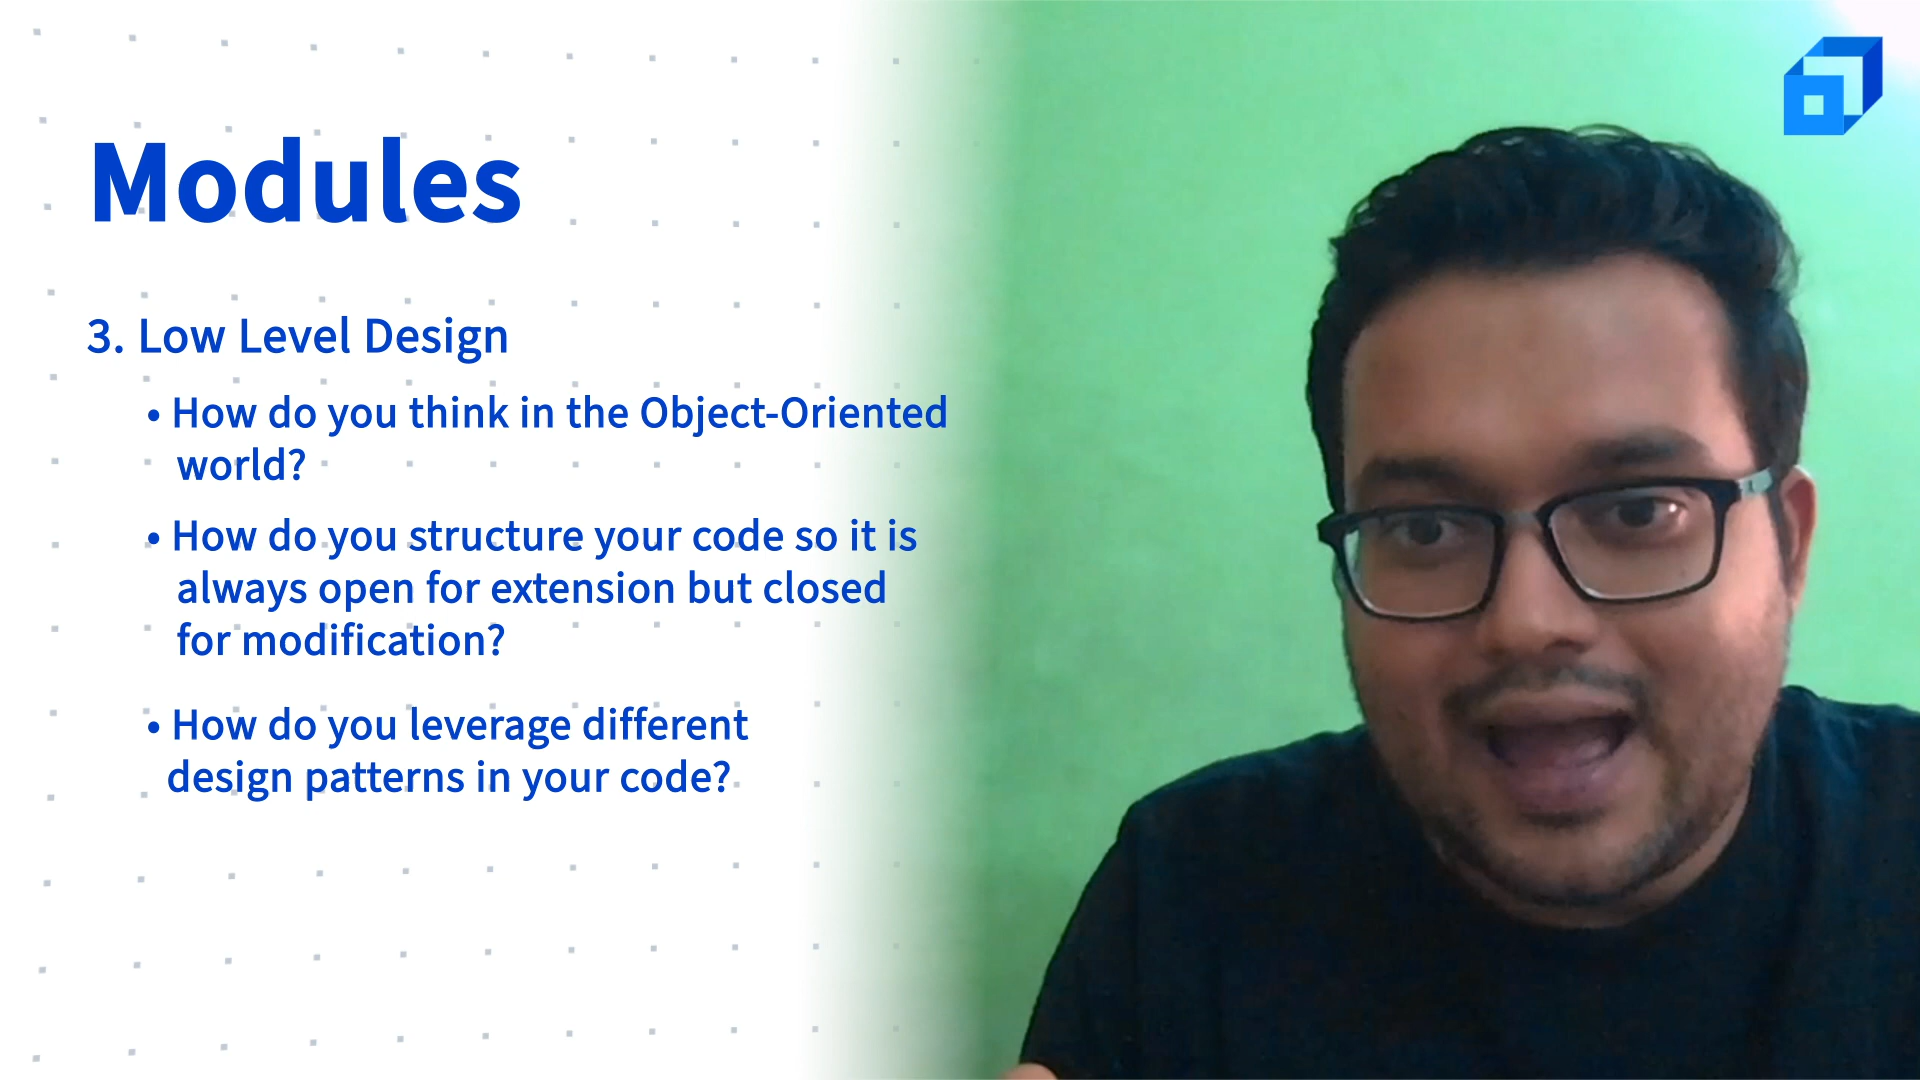 Modules
3. Low Level Design
• How do you think in the Object-Oriented
world?
• How do you structure your code so it is
always open for extension but closed
for modification?
• How do you leverage different
design patterns in your code?